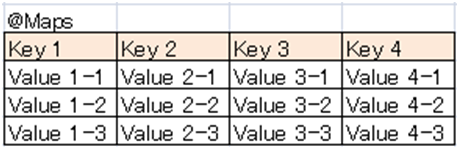 @Maps
Key 1 Key 2 Key 3 Key 4
Value 1-1 Value 2-1 Value 3-1 Value 4-1
Value 1-2 Value 2-2 Value 3-2 Value 4-2
Value 1-3 Value 2-3 Value 3-3 Value 4-3